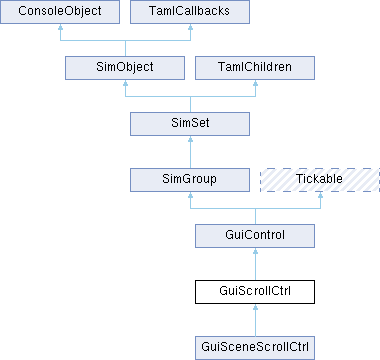 ConsoleObject
TamlCallbacks
SimObject
TamlChildren
SimSet
SimGroup
Tickable
GuiControl
GuiScrollCtrl
GuiSceneScrollCtrl